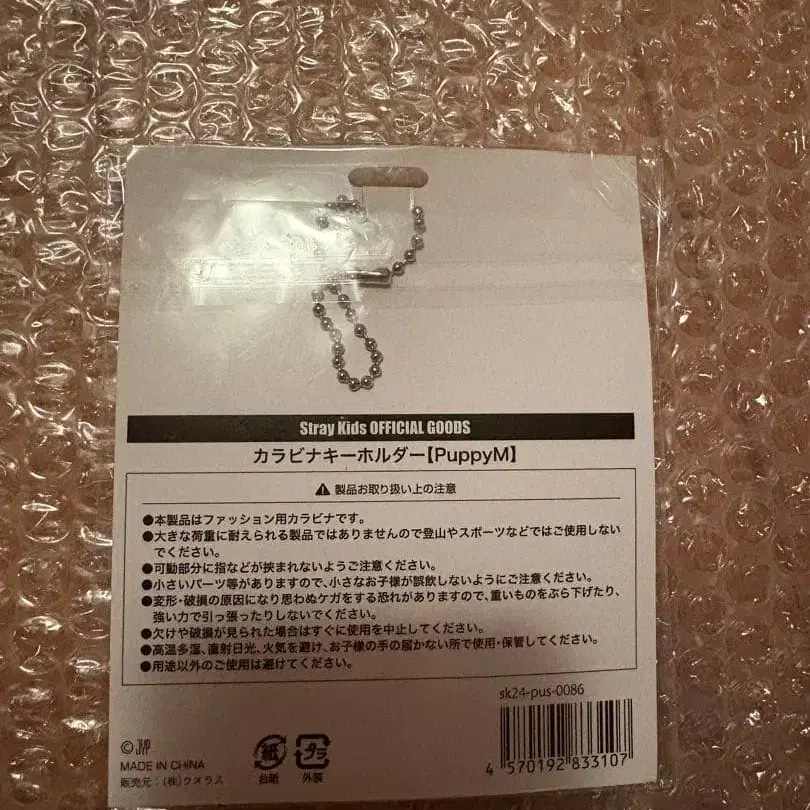 Stray Kids OFFICIAL GOODS
カラビナキーホルダー【PuppyM】
⚠ 製品お取り扱い上の注意
●本製品はファッション用カラビナです。
●大きな荷重に耐えられる製品ではありませんので登山やスポーツなどではご使用しない
でください。
●可動部分に指などが挟まれないようご注意ください。
●小さいパーツ等がありますので、小さなお子様が誤飲しないようにご注意ください。
●変形・破損の原因になり思わぬケガをする恐れがありますので、重いものをぶら下げたり、
強い力で引っ張ったりしないでください。
●欠けや破損が見られた場合はすぐに使用を中止してください。
●高温多湿、直射日光、火気を避け、お子様の手の届かない所で使用・保管してください。
●用途以外のご使用は避けてください。
sk24-pus-0086
©JYP
MADE IN CHINA
販売元：(株)クオラス
紙
台紙
プラ
外装
4 570192 833107